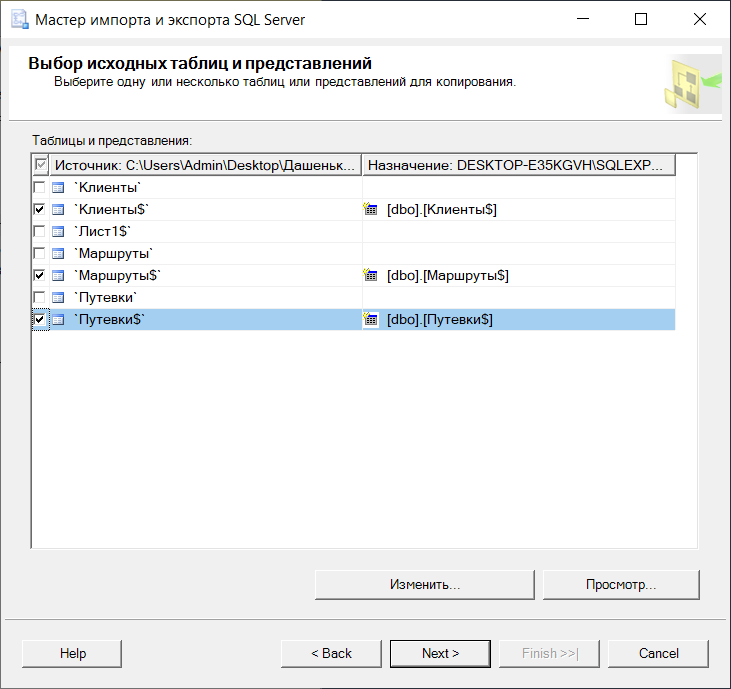 Мастер импорта и экспорта SQL Server
Выбор исходных таблиц и представлений
Выберите одну или несколько таблиц или представлений для копирования.
Таблицы и представления:
Источник: C:\Users\Admin\Desktop\Дашеньк... Назначение: DESKTOP-E35KGVH\SQLEXP...
`Клиенты`
`Клиенты$` [dbo].[Клиенты$]
`Лист1$`
`Маршруты`
`Маршруты$` [dbo].[Маршруты$]
`Путевки`
`Путевки$` [dbo].[Путевки$]
Изменить... Просмотр...
Help < Back Next > Finish >>| Cancel